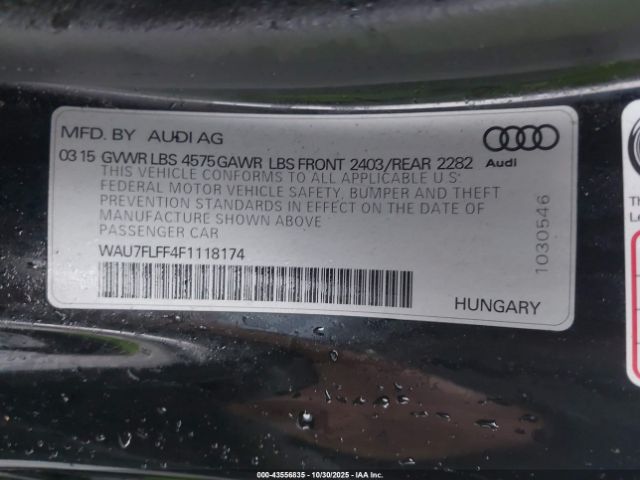 MFD. BY AUDI AG
03 15 GVWR LBS 4575 GAWR LBS FRONT 2403/REAR 2282
Audi
THIS VEHICLE CONFORMS TO ALL APPLICABLE U S'
FEDERAL MOTOR VEHICLE SAFETY, BUMPER AND THEFT
PREVENTION STANDARDS IN EFFECT ON THE DATE OF
MANUFACTURE SHOWN ABOVE
PASSENGER CAR
WAU7FLFF4F1118174
HUNGARY
1030546
000-43556835 - 10/30/2025 - IAA Inc.